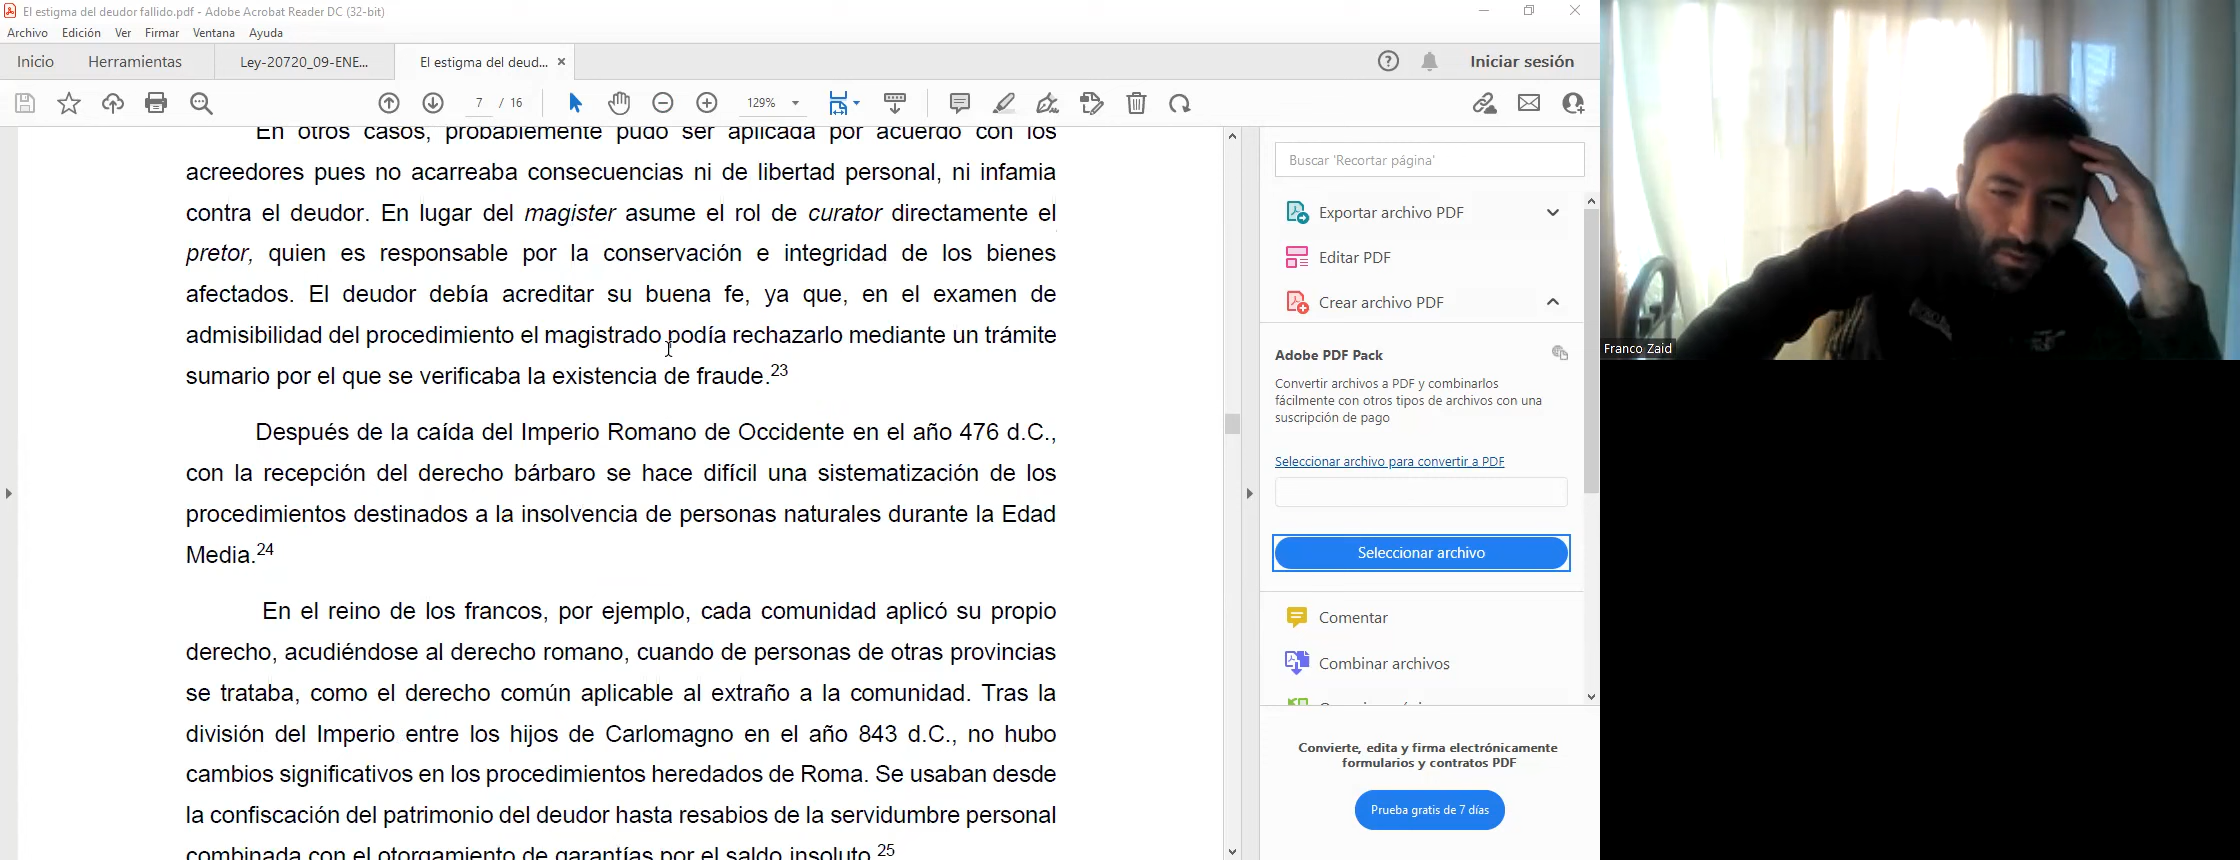 El estigma del deudor fallido.pdf - Adobe Acrobat Reader DC (32-bit)
Archivo Edición Ver Firmar Ventana Ayuda
Inicio Herramientas Ley-20720_09-ENE... El estigma del deud... × Iniciar sesión
7 / 16 129%
En otros casos, probablemente pudo ser aplicada por acuerdo con los
acreedores pues no acarreaba consecuencias ni de libertad personal, ni infamia
contra el deudor. En lugar del magister asume el rol de curator directamente el
pretor, quien es responsable por la conservación e integridad de los bienes
afectados. El deudor debía acreditar su buena fe, ya que, en el examen de
admisibilidad del procedimiento el magistrado podía rechazarlo mediante un trámite
sumario por el que se verificaba la existencia de fraude.23
Después de la caída del Imperio Romano de Occidente en el año 476 d.C.,
con la recepción del derecho bárbaro se hace difícil una sistematización de los
procedimientos destinados a la insolvencia de personas naturales durante la Edad
Media.24
En el reino de los francos, por ejemplo, cada comunidad aplicó su propio
derecho, acudiéndose al derecho romano, cuando de personas de otras provincias
se trataba, como el derecho común aplicable al extraño a la comunidad. Tras la
división del Imperio entre los hijos de Carlomagno en el año 843 d.C., no hubo
cambios significativos en los procedimientos heredados de Roma. Se usaban desde
la confiscación del patrimonio del deudor hasta resabios de la servidumbre personal
combinada con el otorgamiento de garantías por el saldo insoluto.25
Buscar 'Recortar página'
Exportar archivo PDF
Editar PDF
Crear archivo PDF
Adobe PDF Pack
Convertir archivos a PDF y combinarlos
fácilmente con otros tipos de archivos con una
suscripción de pago
Seleccionar archivo para convertir a PDF
Seleccionar archivo
Comentar
Combinar archivos
Convierte, edita y firma electrónicamente
formularios y contratos PDF
Prueba gratis de 7 días
Franco Zaid